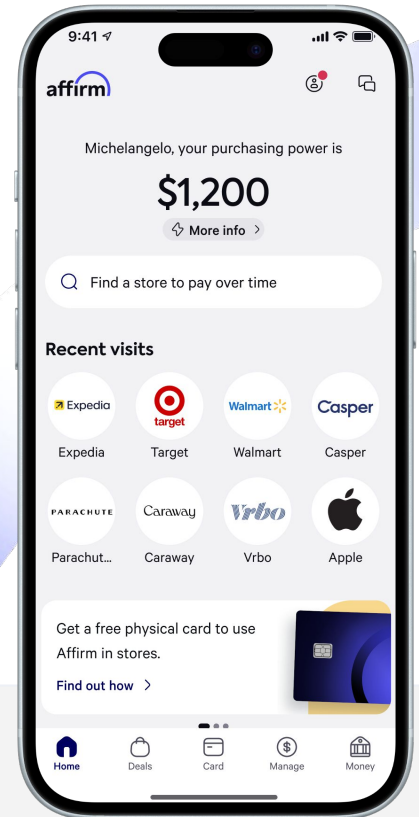 9:41
affirm
Michelangelo, your purchasing power is
$1,200
More info
Find a store to pay over time
Recent visits
Expedia
target
Walmart
Casper
Expedia
Target
Walmart
Casper
PARACHUTE
Caraway
Vrbo
Parachut...
Caraway
Vrbo
Apple
Get a free physical card to use
Affirm in stores.
Find out how
Home
Deals
Card
Manage
Money